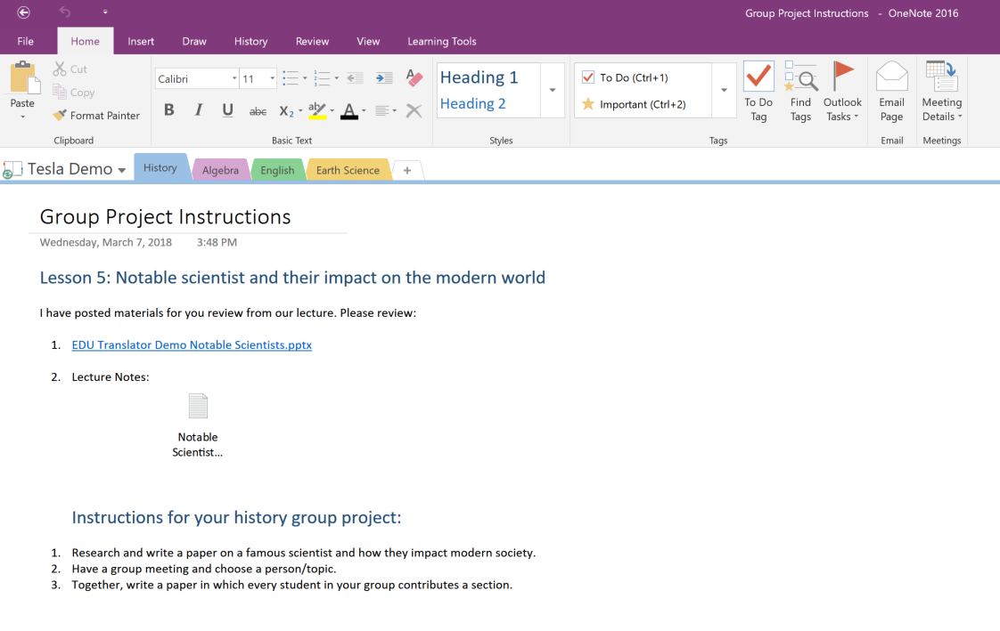 Group Project Instructions - OneNote 2016
File Home Insert Draw History Review View Learning Tools
Paste
Cut
Copy
Format Painter
Clipboard
Calibri 11
B I U abc X2 ab A
Basic Text
Heading 1
Heading 2
Styles
To Do (Ctrl+1)
Important (Ctrl+2)
To Do
Tag
Find
Tags
Outlook
Tasks
Tags
Email
Page
Email
Meeting
Details
Meetings
Tesla Demo History Algebra English Earth Science +
Group Project Instructions
Wednesday, March 7, 2018 3:48 PM
Lesson 5: Notable scientist and their impact on the modern world
I have posted materials for you review from our lecture. Please review:
1. EDU Translator Demo Notable Scientists.pptx
2. Lecture Notes:
Notable
Scientist...
Instructions for your history group project:
1. Research and write a paper on a famous scientist and how they impact modern society.
2. Have a group meeting and choose a person/topic.
3. Together, write a paper in which every student in your group contributes a section.